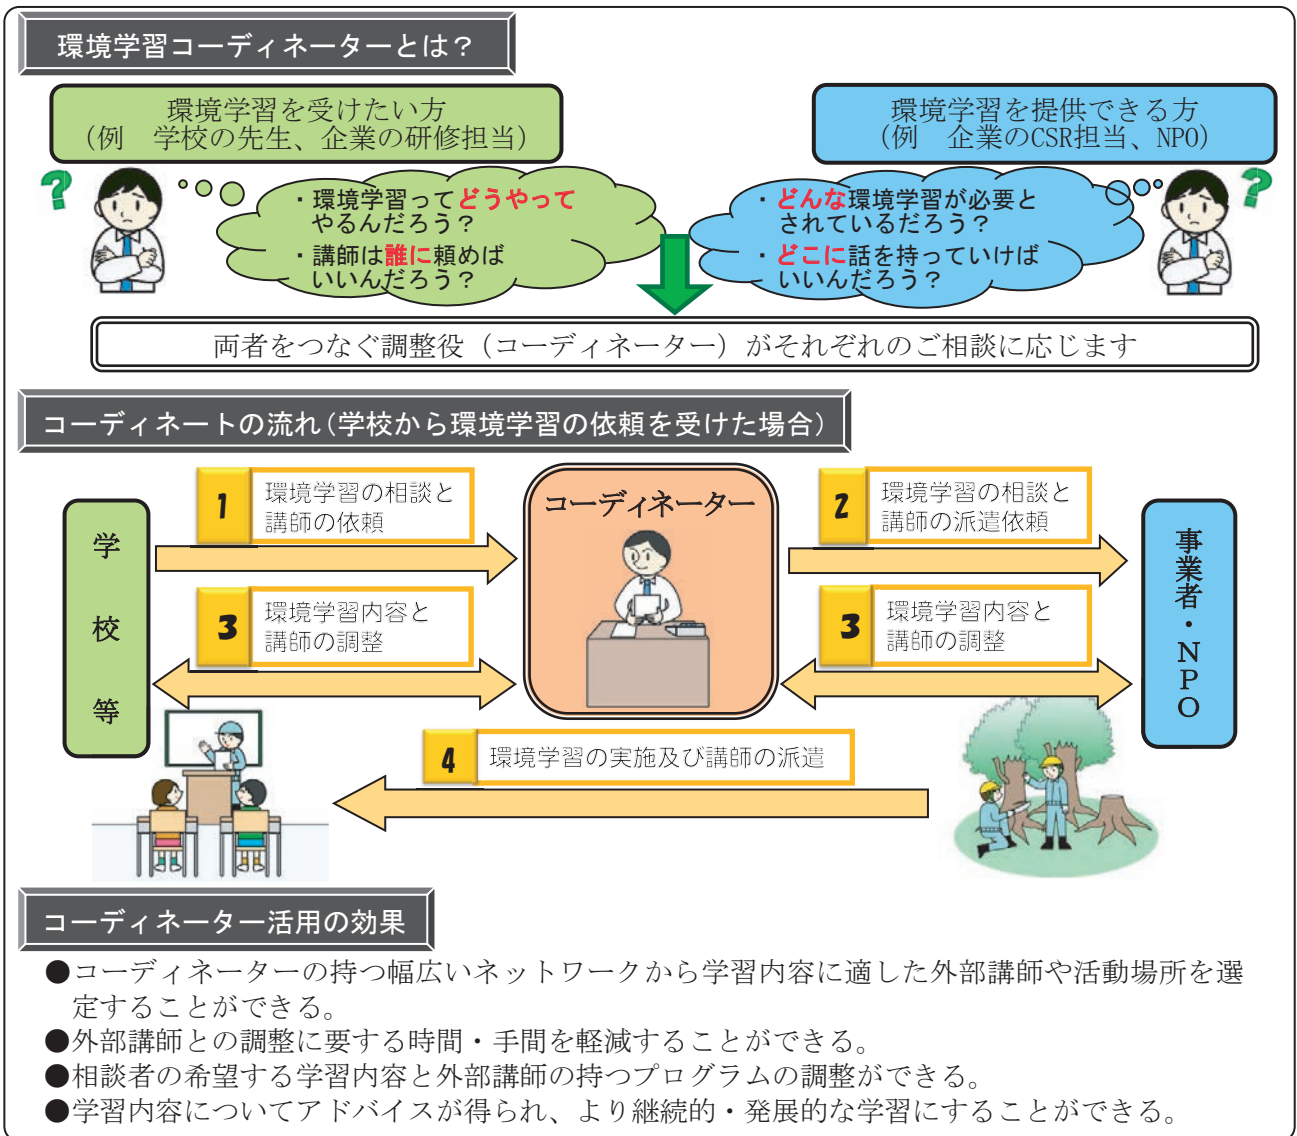 環境学習コーディネーターとは？
環境学習を受けたい方
（例　学校の先生、企業の研修担当）
環境学習を提供できる方
（例　企業のCSR担当、NPO）
？
・環境学習ってどうやって
やるんだろう？
・講師は誰に頼めば
いいんだろう？
・どんな環境学習が必要と
されているだろう？
・どこに話を持っていけば
いいんだろう？
？
両者をつなぐ調整役（コーディネーター）がそれぞれのご相談に応じます
コーディネートの流れ（学校から環境学習の依頼を受けた場合）
学校等
1
環境学習の相談と
講師の依頼
コーディネーター
2
環境学習の相談と
講師の派遣依頼
事業者・NPO
3
環境学習内容と
講師の調整
3
環境学習内容と
講師の調整
4
環境学習の実施及び講師の派遣
コーディネーター活用の効果
●コーディネーターの持つ幅広いネットワークから学習内容に適した外部講師や活動場所を選
定することができる。
●外部講師との調整に要する時間・手間を軽減することができる。
●相談者の希望する学習内容と外部講師の持つプログラムの調整ができる。
●学習内容についてアドバイスが得られ、より継続的・発展的な学習にすることができる。